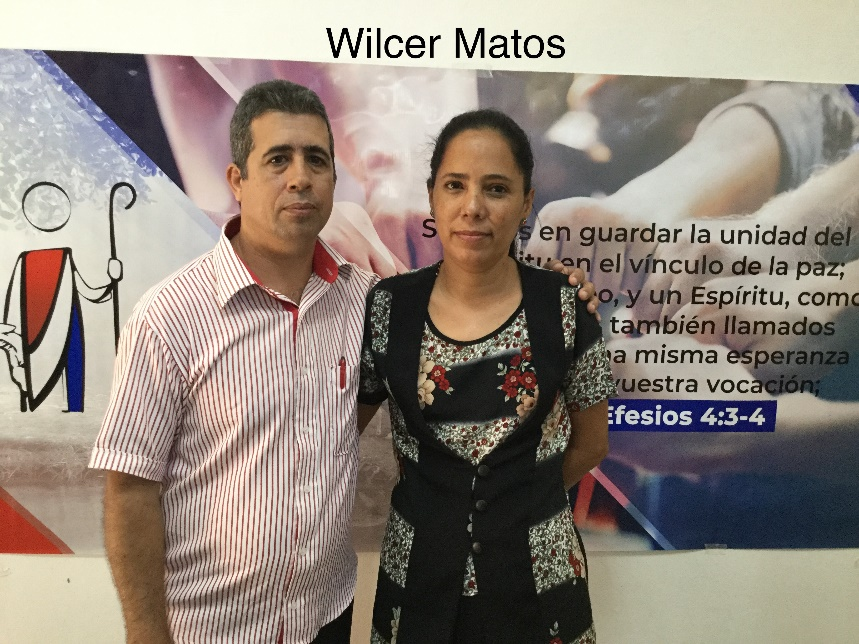 Wilcer Matos
en guardar la unidad del
en el vínculo de la paz;
o, y un Espíritu, como
también llamados
misma esperanza
vuestra vocación;
Efesios 4:3-4